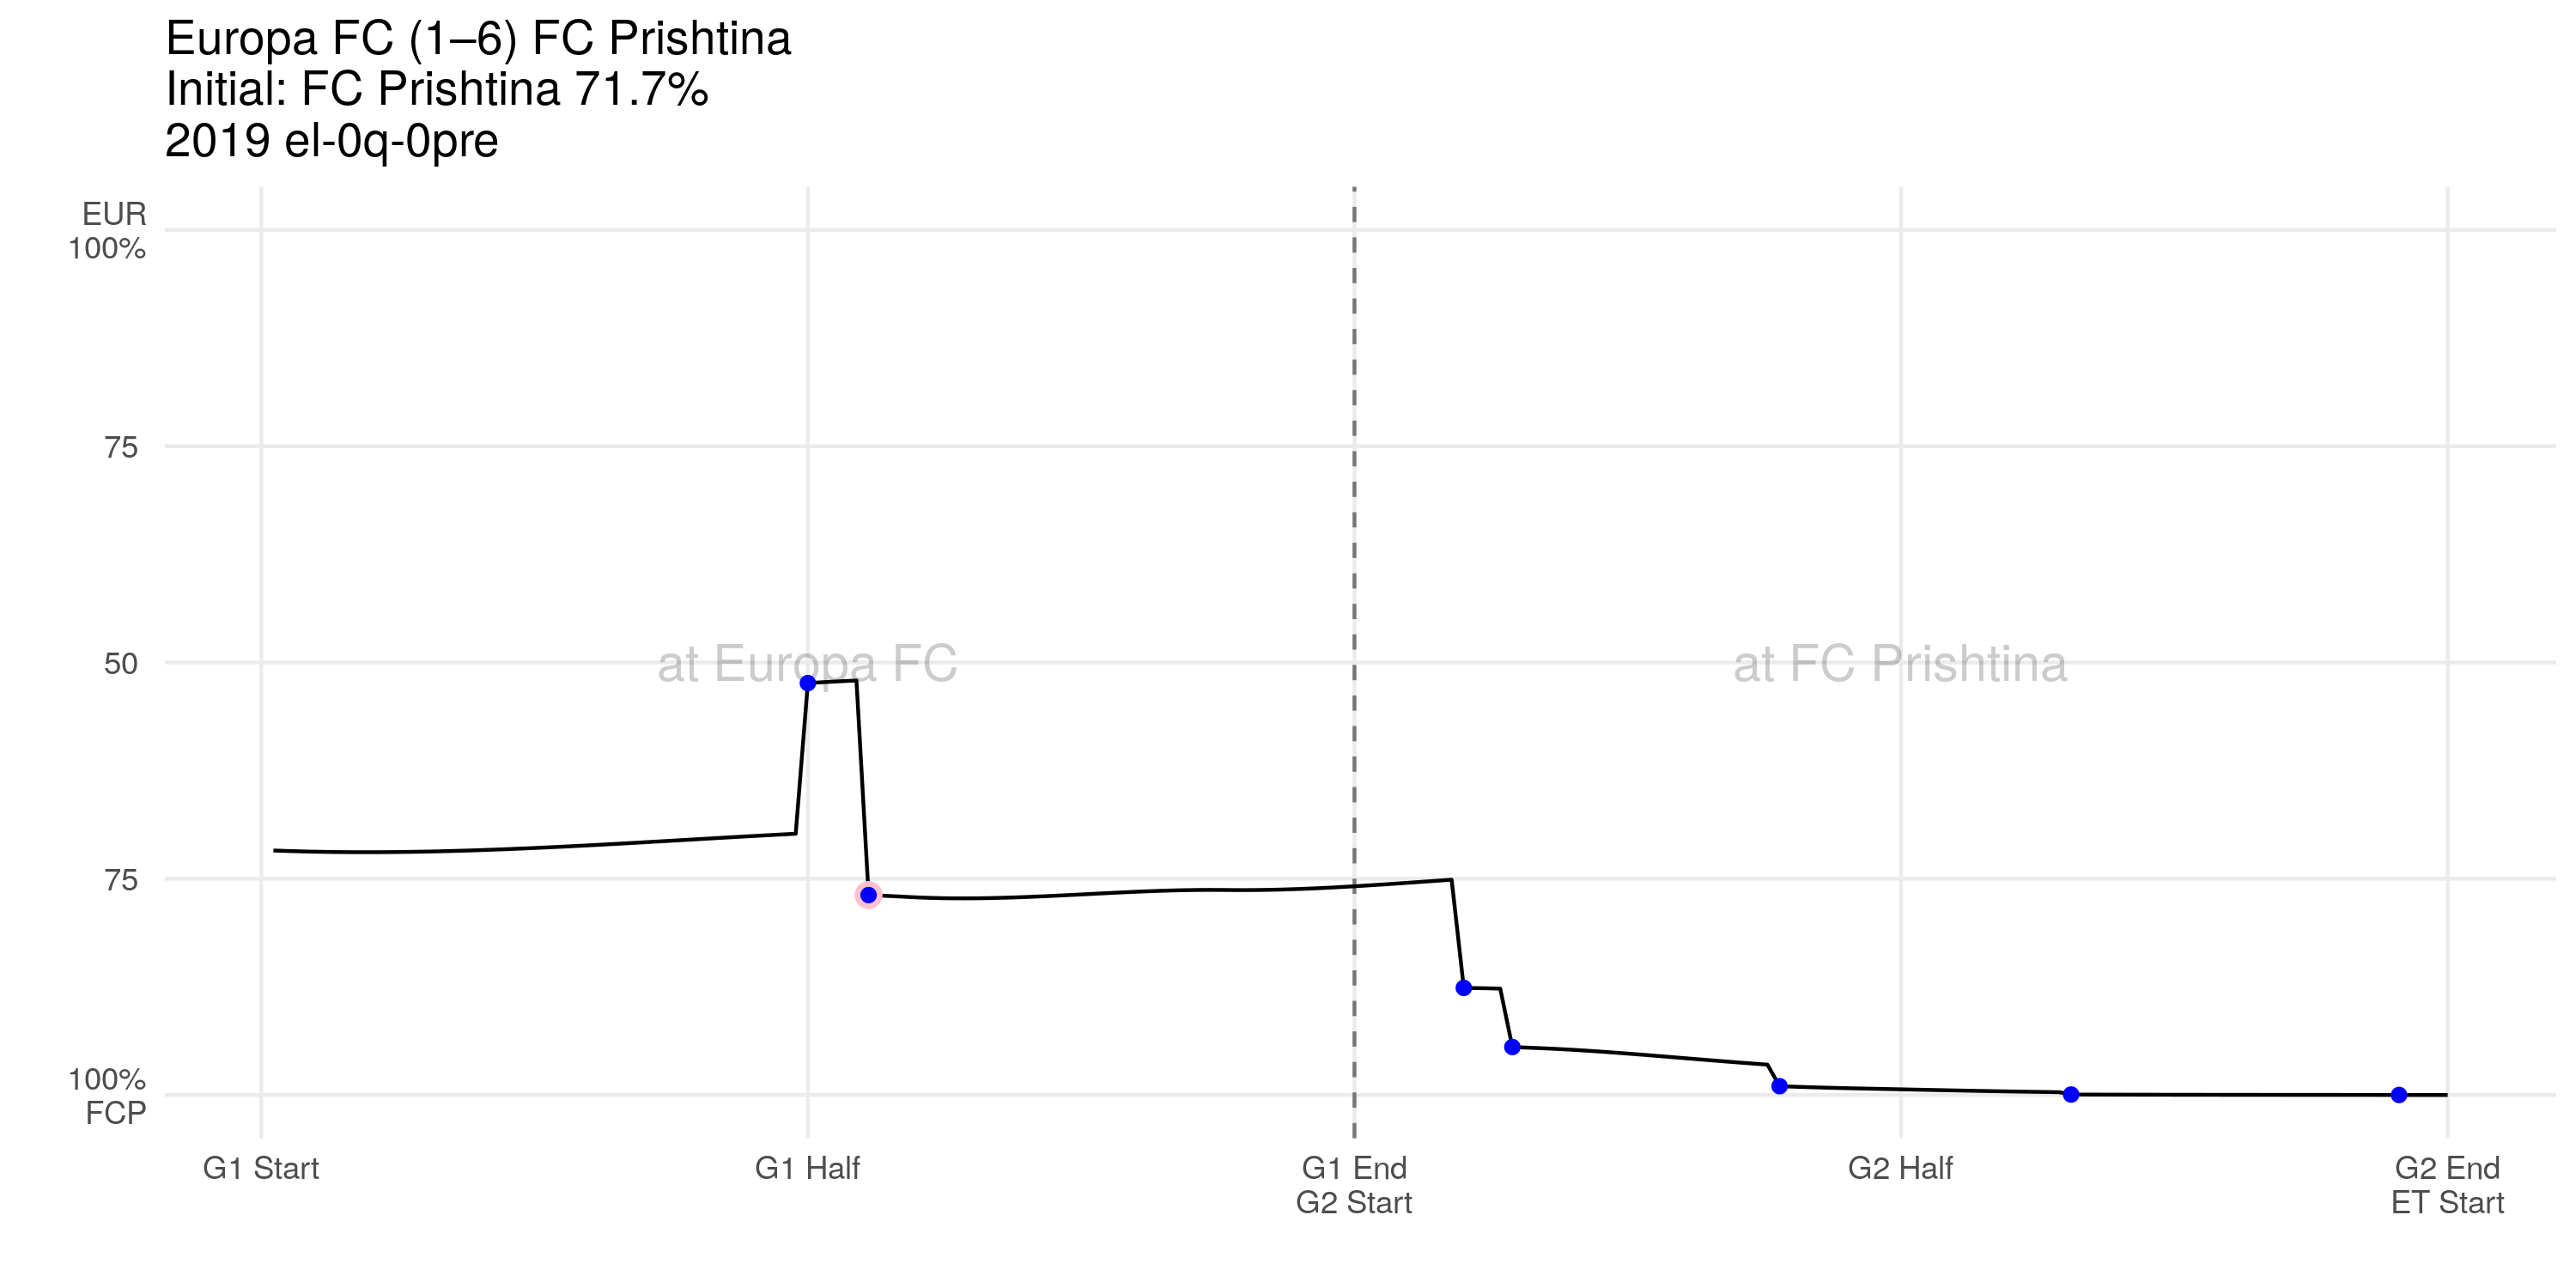 Europa FC (1–6) FC Prishtina
Initial: FC Prishtina 71.7%
2019 el-0q-0pre
EUR
100%
75
50
75
100%
FCP
at Europa FC
at FC Prishtina
G1 Start
G1 Half
G1 End
G2 Start
G2 Half
G2 End
ET Start